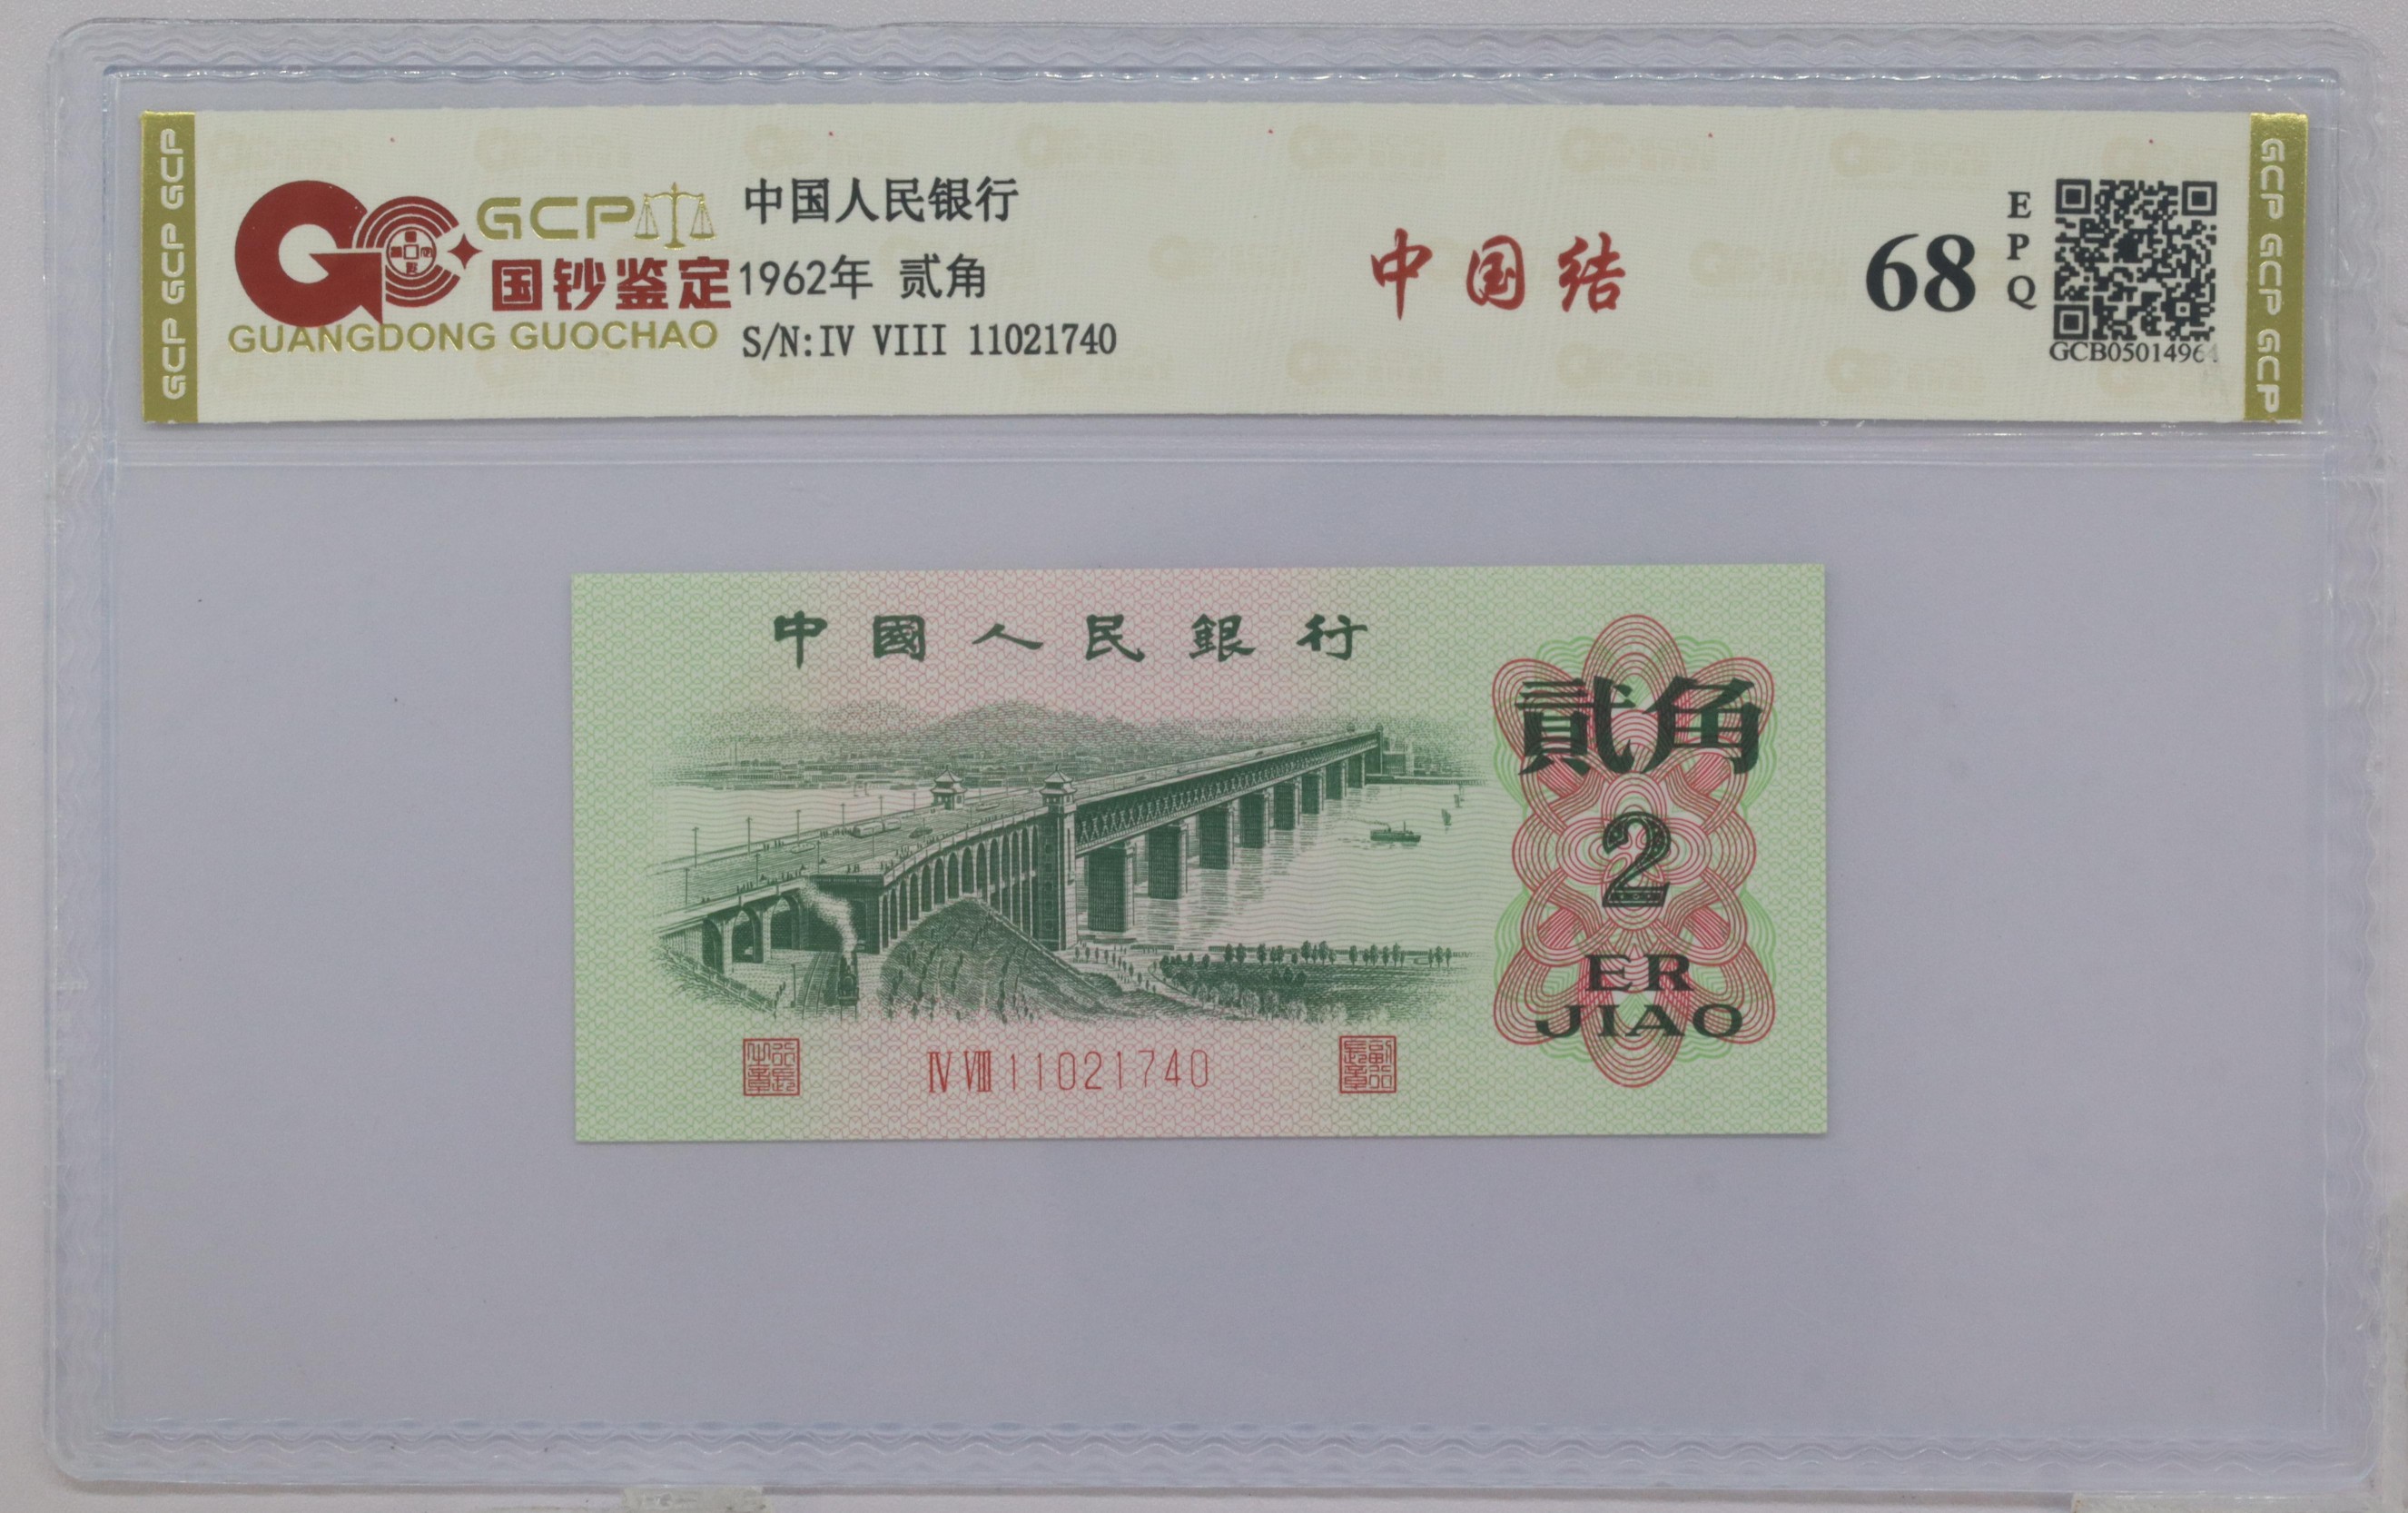 GCP GCP GCP
GCP
国钞鉴定
GUANGDONG GUOCHAO
中国人民银行
1962年 贰角
S/N:IV VIII 11021740
中国结
68
EPQ
GCB05014964
GCP GCP GCP
中國人民銀行
貳角
2
ER
JIAO
IV VIII 11021740